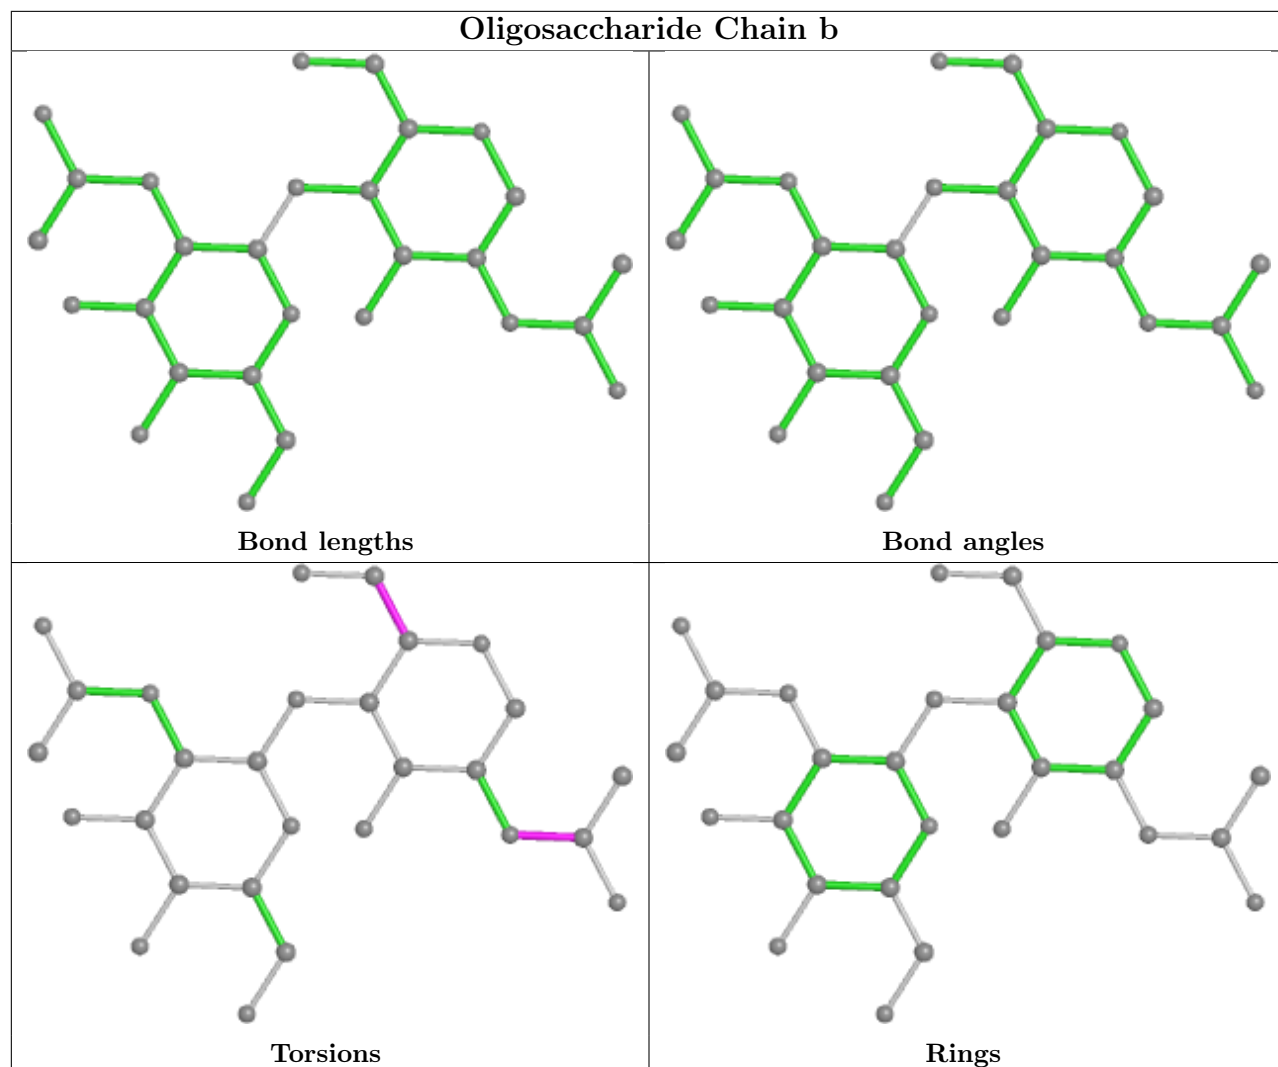 Oligosaccharide Chain b
Bond lengths
Bond angles
Torsions
Rings